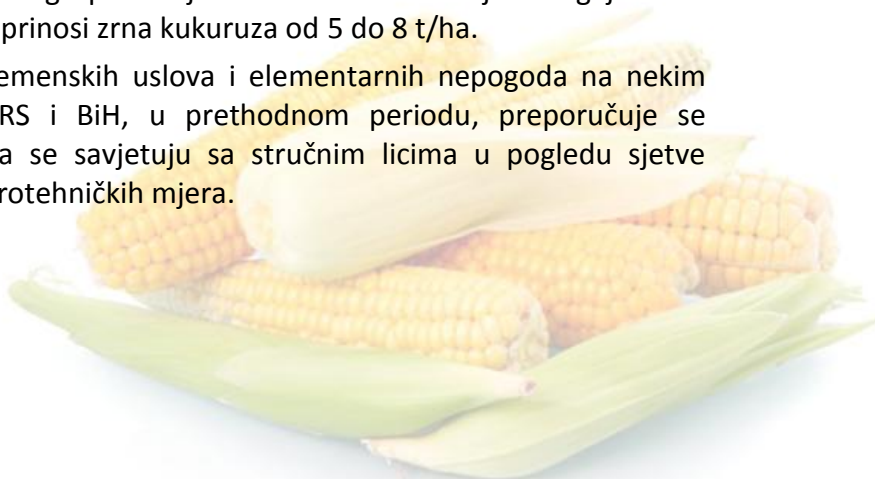 prinosi zrna kukuruza od 5 do 8 t/ha.
emenskih uslova i elementarnih nepogoda na nekim
RS i BiH, u prethodnom periodu, preporučuje se
a se savjetuju sa stručnim licima u pogledu sjetve
rotehničkih mjera.